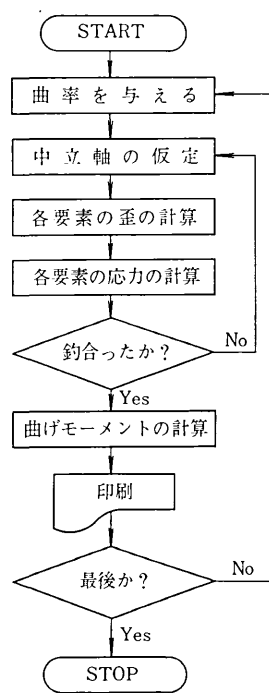 START
曲率を与える
中立軸の仮定
各要素の歪の計算
各要素の応力の計算
釣合ったか?
No
Yes
曲げモーメントの計算
印刷
最後か?
No
Yes
STOP